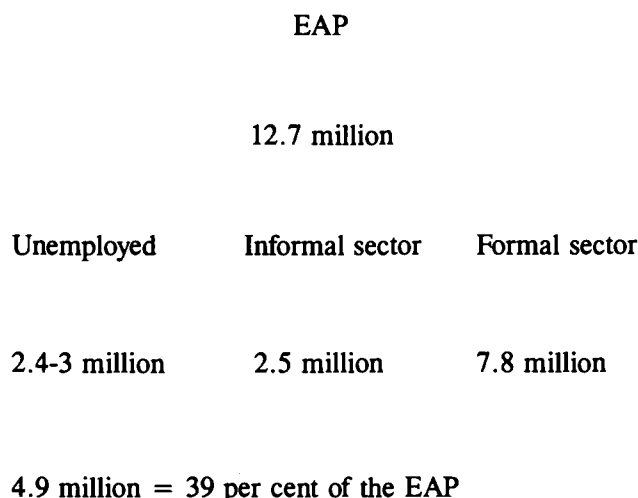 EAP
12.7 million
Unemployed Informal sector Formal sector
2.4-3 million 2.5 million 7.8 million
4.9 million = 39 per cent of the EAP